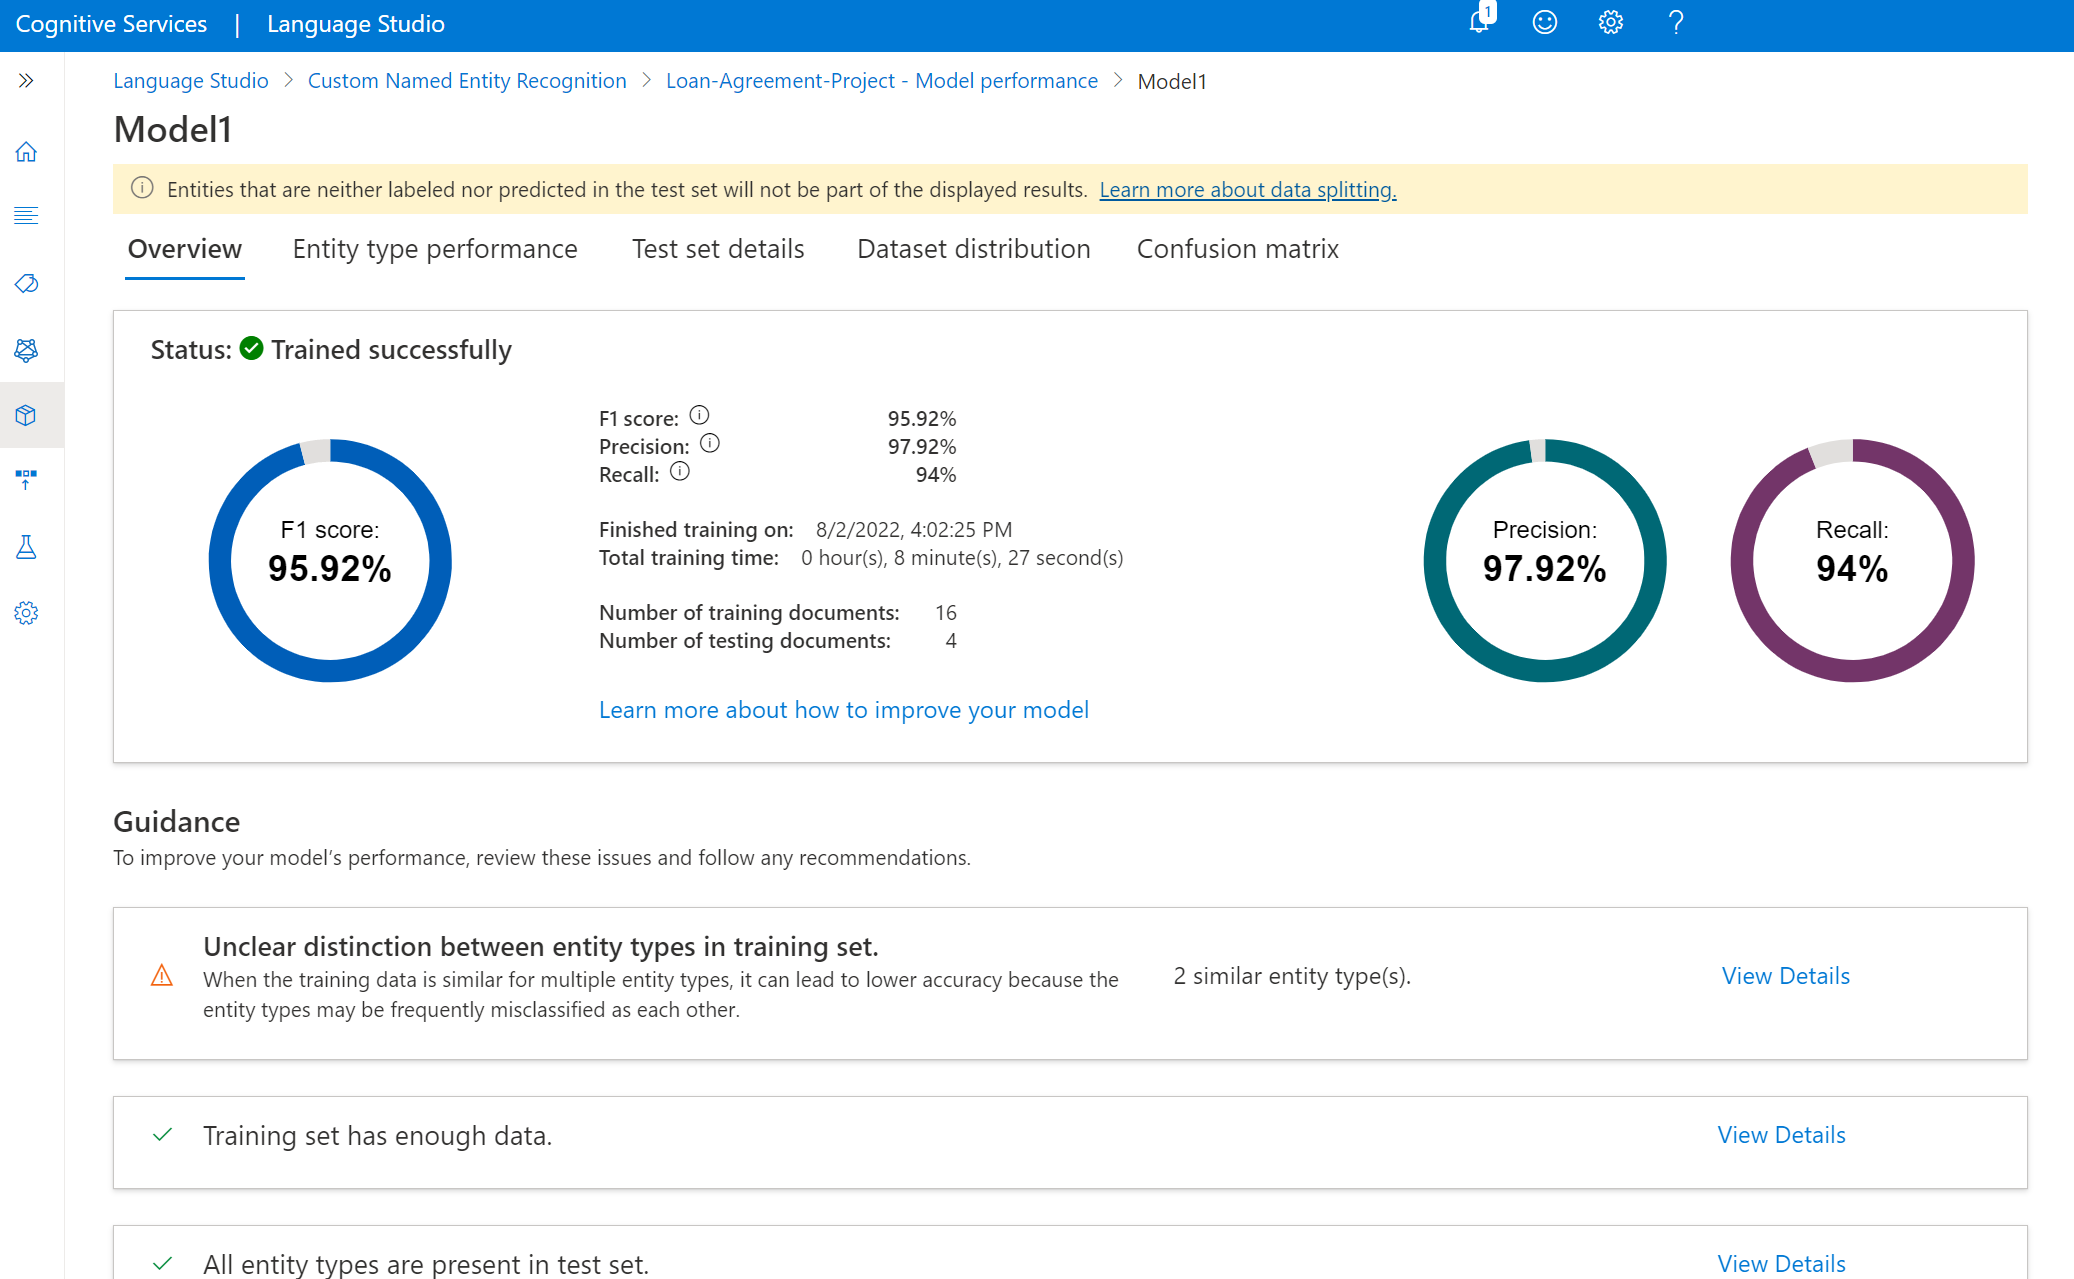 Cognitive Services | Language Studio
1
Language Studio > Custom Named Entity Recognition > Loan-Agreement-Project - Model performance > Model1
Model1
Entities that are neither labeled nor predicted in the test set will not be part of the displayed results. Learn more about data splitting.
Overview Entity type performance Test set details Dataset distribution Confusion matrix
Status: Trained successfully
F1 score:
95.92%
F1 score: 95.92%
Precision: 97.92%
Recall: 94%
Finished training on: 8/2/2022, 4:02:25 PM
Total training time: 0 hour(s), 8 minute(s), 27 second(s)
Number of training documents: 16
Number of testing documents: 4
Learn more about how to improve your model
Precision:
97.92%
Recall:
94%
Guidance
To improve your model's performance, review these issues and follow any recommendations.
Unclear distinction between entity types in training set.
When the training data is similar for multiple entity types, it can lead to lower accuracy because the
entity types may be frequently misclassified as each other.
2 similar entity type(s).
View Details
Training set has enough data.
View Details
All entity types are present in test set.
View Details